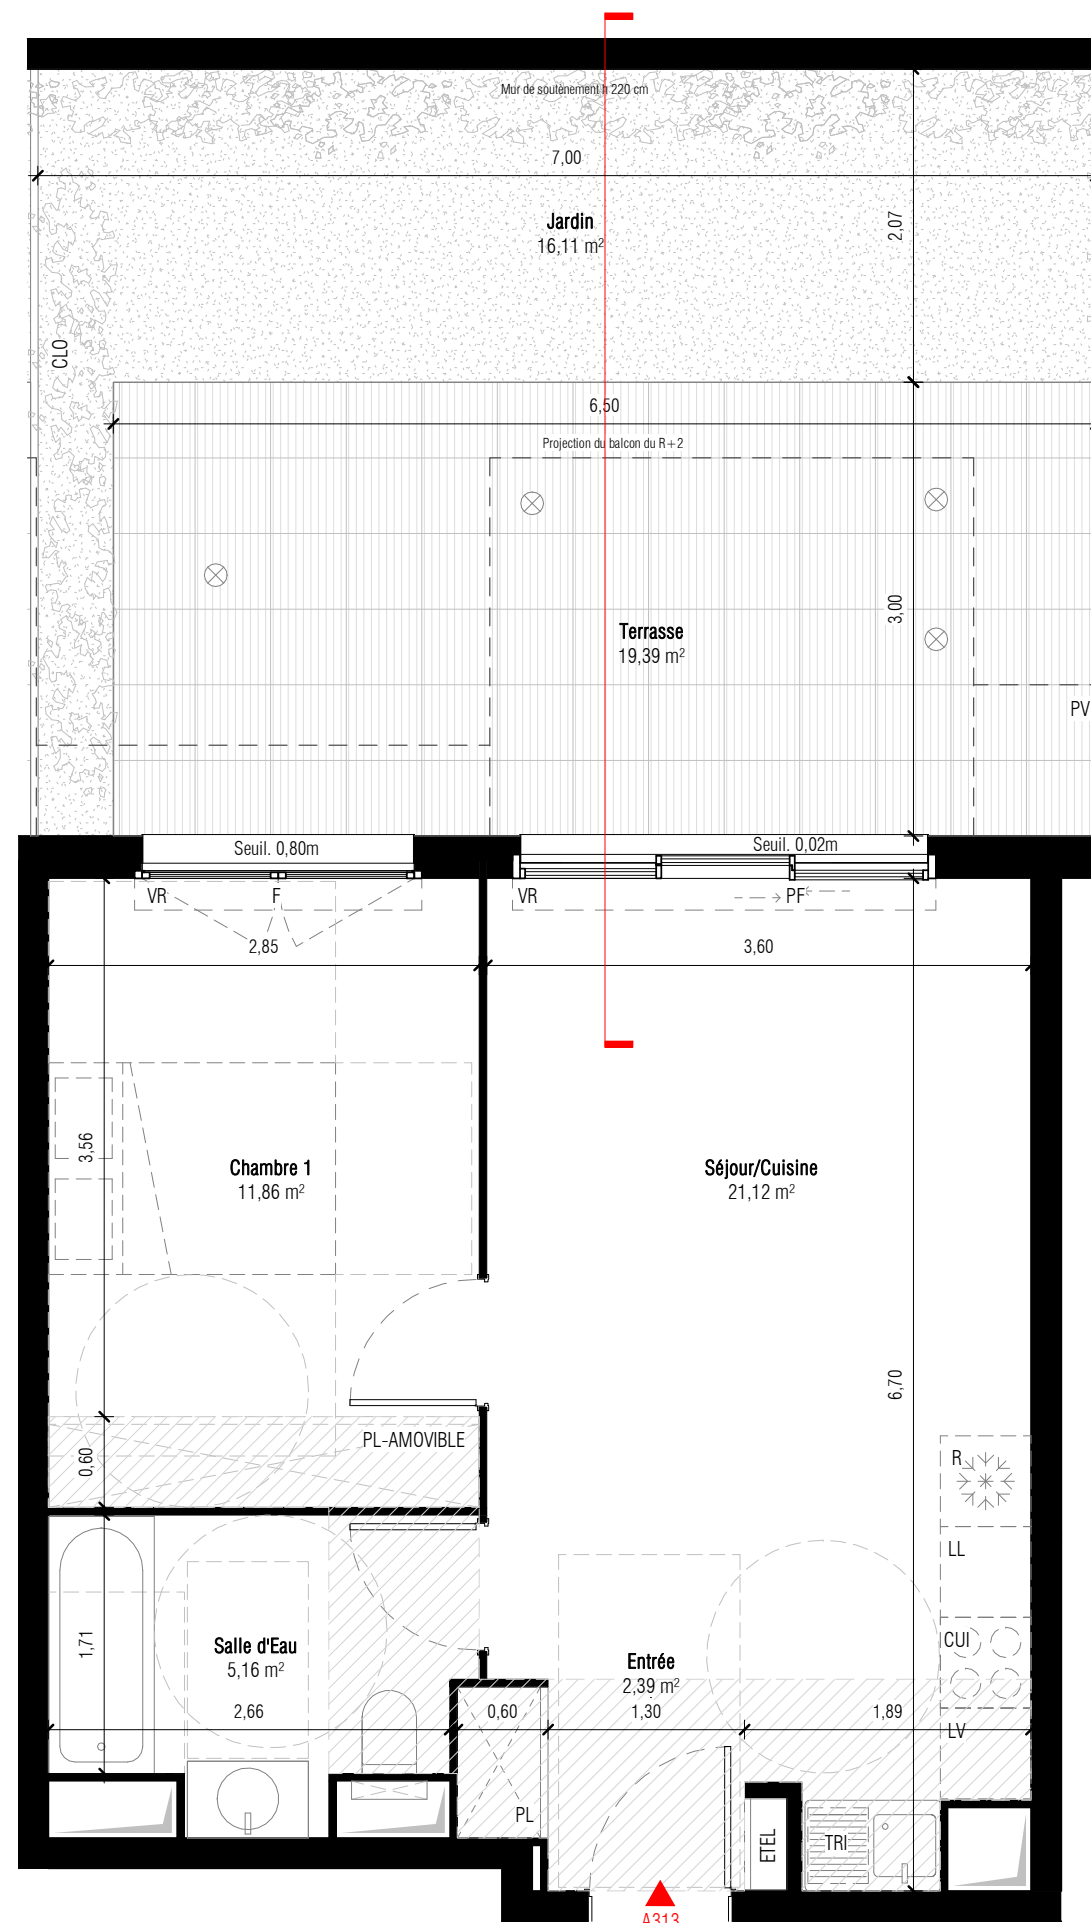 Mur de soutènement h 220 cm
7,00
Jardin
16,11 m²
2,07
CLO
6,50
Projection du balcon du R+2
3,00
Terrasse
19,39 m²
PV
Seuil. 0,80m
Seuil. 0,02m
VR
F
VR
PF
2,85
3,60
3,56
Chambre 1
11,86 m²
Séjour/Cuisine
21,12 m²
6,70
PL-AMOVIBLE
0,60
R
LL
CUI
LV
1,71
Salle d'Eau
5,16 m²
Entrée
2,39 m²
2,66
0,60
1,30
1,89
PL
ETEL
TRI
A313